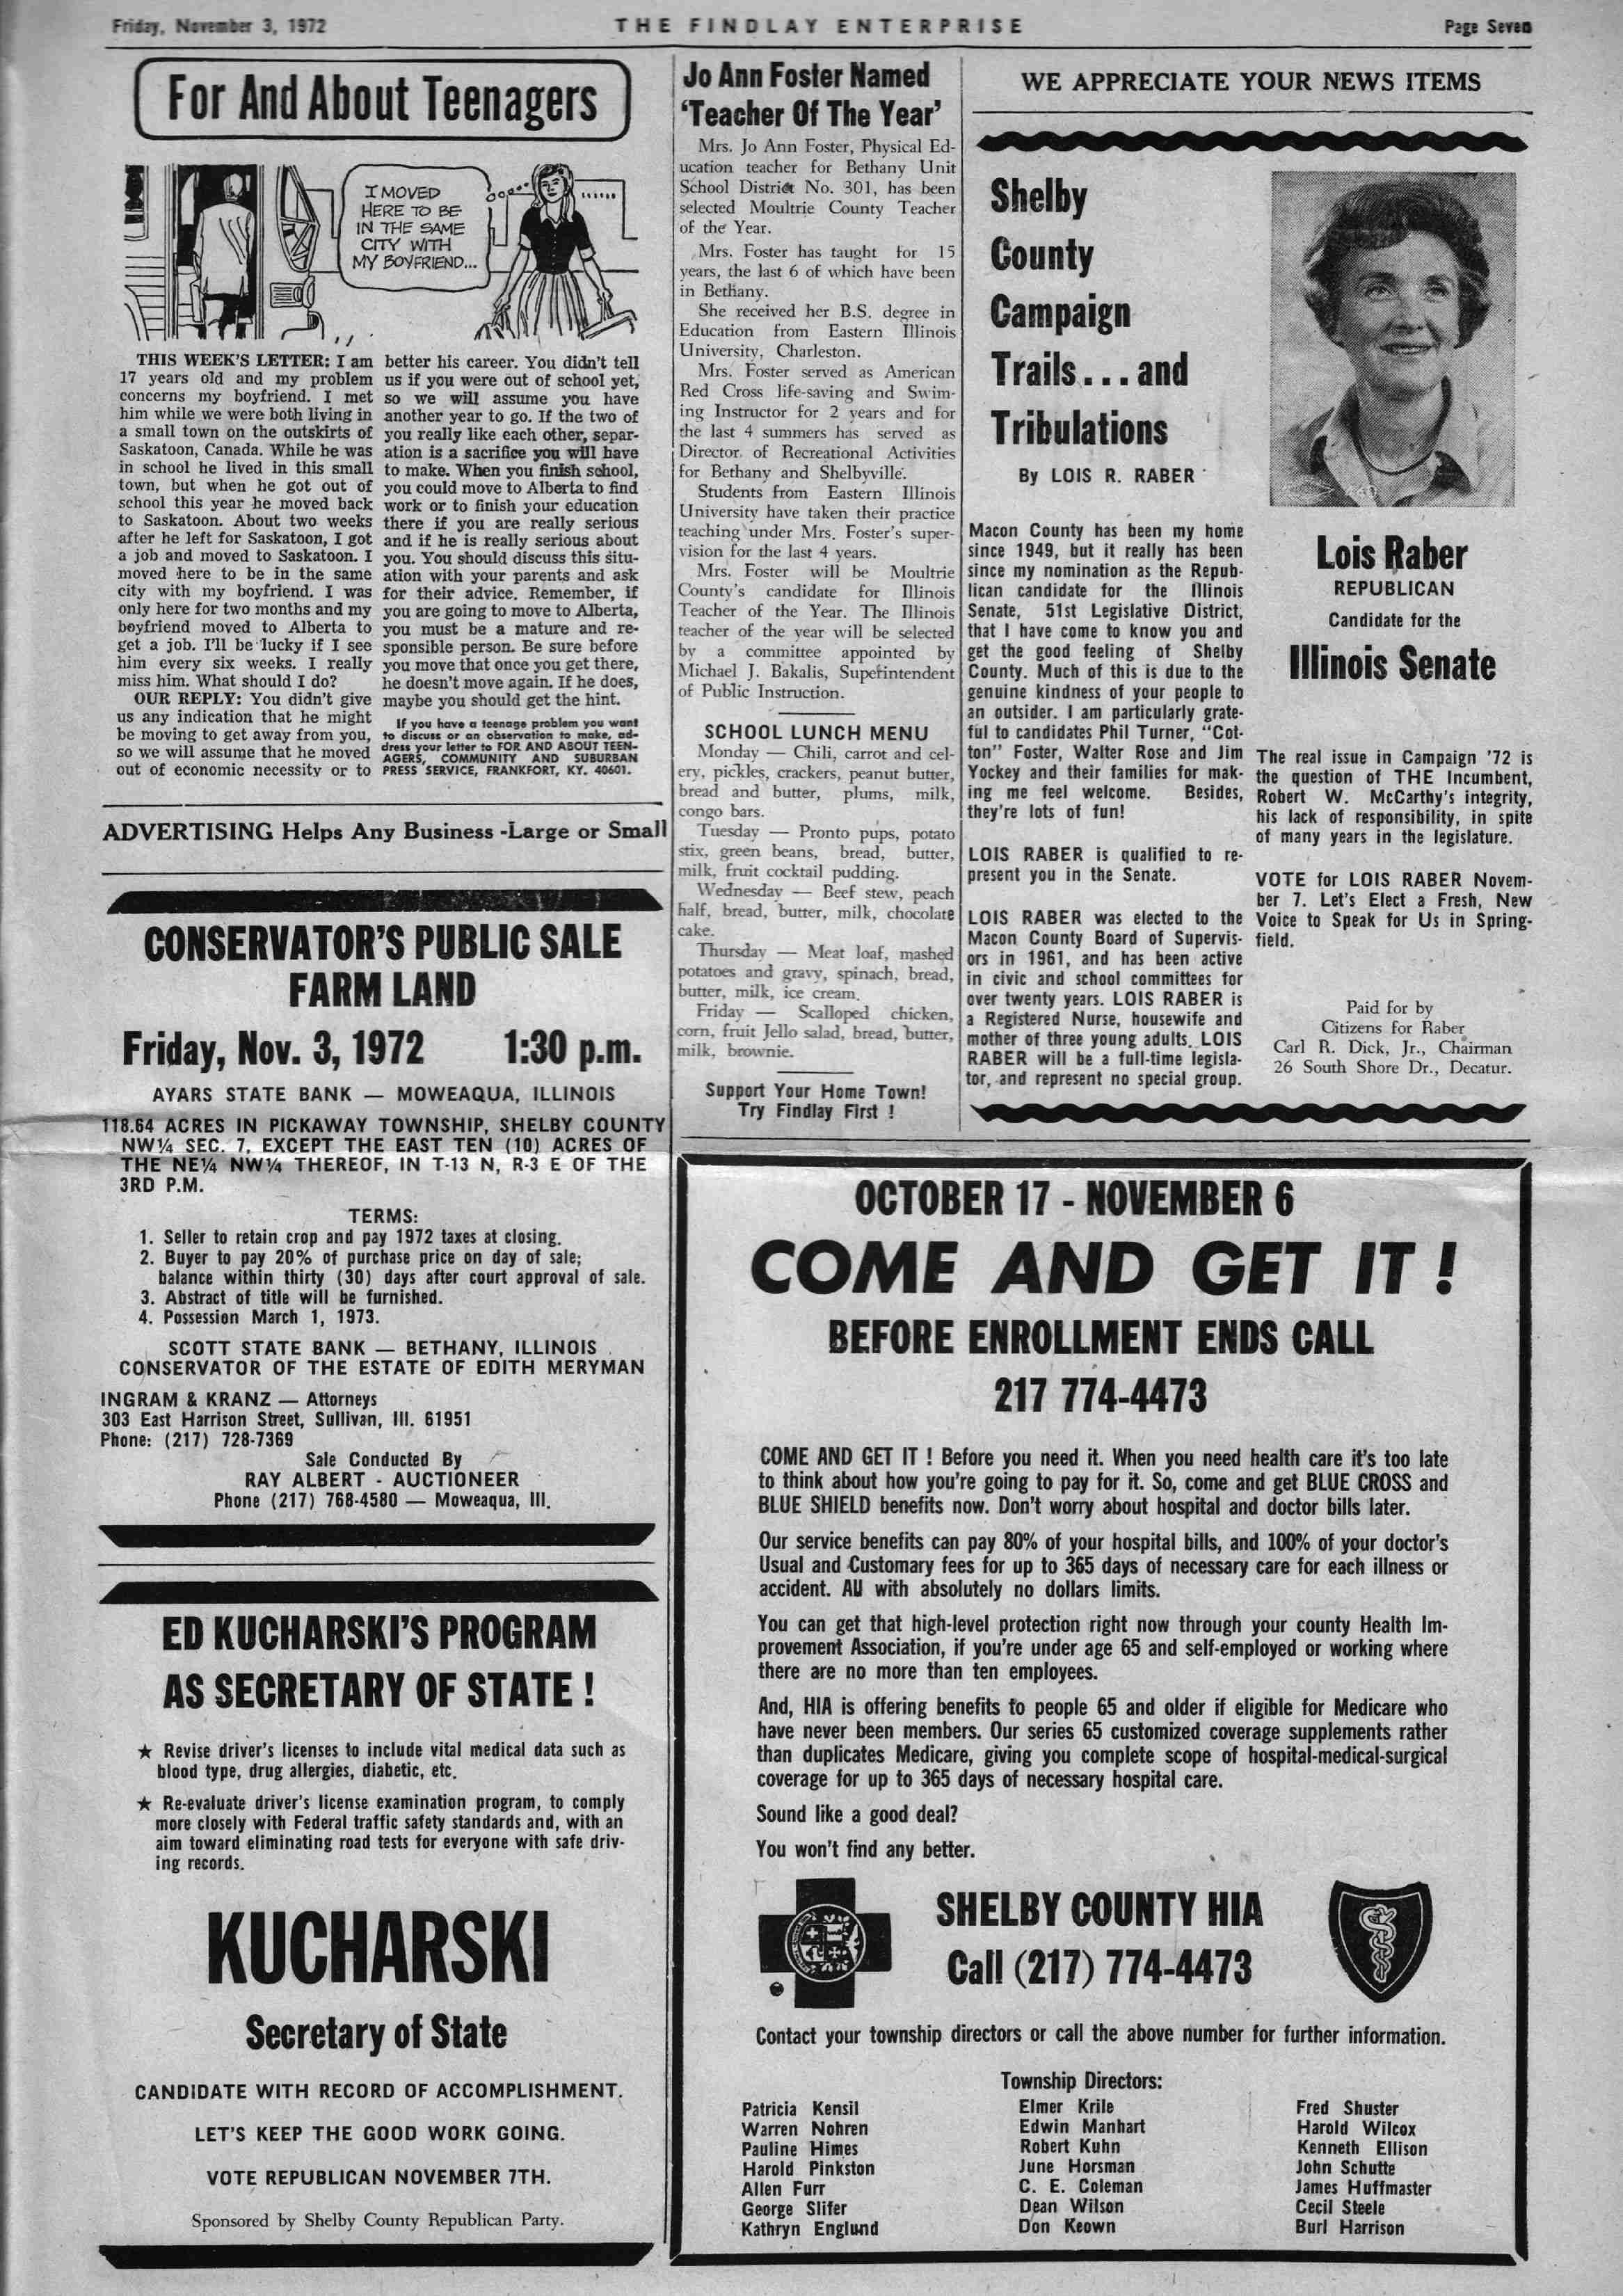 Friday, November 3, 1972
THE FINDLAY ENTERPRISE
Page Seven
For And About Teenagers
I MOVED
HERE TO BE
IN THE SAME
CITY WITH
MY BOYFRIEND...
THIS WEEK'S LETTER: I am
17 years old and my problem
concerns my boyfriend. I met
him while we were both living in
a small town on the outskirts of
Saskatoon, Canada. While he was
in school he lived in this small
town, but when he got out of
school this year he moved back
to Saskatoon. About two weeks
after he left for Saskatoon, I got
a job and moved to Saskatoon. I
moved here to be in the same
city with my boyfriend. I was
only here for two months and my
boyfriend moved to Alberta to
get a job. I'll be lucky if I see
him every six weeks. I really
miss him. What should I do?
OUR REPLY: You didn't give
us any indication that he might
be moving to get away from you,
so we will assume that he moved
out of economic necessity or to
better his career. You didn't tell
us if you were out of school yet,
so we will assume you have
another year to go. If the two of
you really like each other, separ-
ation is a sacrifice you will have
to make. When you finish school,
you could move to Alberta to find
work or to finish your education
there if you are really serious
and if he is really serious about
you. You should discuss this situ-
ation with your parents and ask
for their advice. Remember, if
you are going to move to Alberta,
you must be a mature and re-
sponsible person. Be sure before
you move that once you get there,
he doesn't move again. If he does,
maybe you should get the hint.
If you have a teenage problem you want
to discuss or an observation to make, ad-
dress your letter to FOR AND ABOUT TEEN-
AGERS, COMMUNITY AND SUBURBAN
PRESS SERVICE, FRANKFORT, KY. 40601.
ADVERTISING Helps Any Business -Large or Small
CONSERVATOR'S PUBLIC SALE
FARM LAND
Friday, Nov. 3, 1972 1:30 p.m.
AYARS STATE BANK — MOWEAQUA, ILLINOIS
118.64 ACRES IN PICKAWAY TOWNSHIP, SHELBY COUNTY
NW¼ SEC. 7, EXCEPT THE EAST TEN (10) ACRES OF
THE NE¼ NW¼ THEREOF, IN T-13 N, R-3 E OF THE
3RD P.M.
TERMS:
1. Seller to retain crop and pay 1972 taxes at closing.
2. Buyer to pay 20% of purchase price on day of sale;
balance within thirty (30) days after court approval of sale.
3. Abstract of title will be furnished.
4. Possession March 1, 1973.
SCOTT STATE BANK — BETHANY, ILLINOIS
CONSERVATOR OF THE ESTATE OF EDITH MERYMAN
INGRAM & KRANZ — Attorneys
303 East Harrison Street, Sullivan, Ill. 61951
Phone: (217) 728-7369
Sale Conducted By
RAY ALBERT - AUCTIONEER
Phone (217) 768-4580 — Moweaqua, Ill.
ED KUCHARSKI'S PROGRAM
AS SECRETARY OF STATE !
★ Revise driver's licenses to include vital medical data such as
blood type, drug allergies, diabetic, etc.
★ Re-evaluate driver's license examination program, to comply
more closely with Federal traffic safety standards and, with an
aim toward eliminating road tests for everyone with safe driv-
ing records.
KUCHARSKI
Secretary of State
CANDIDATE WITH RECORD OF ACCOMPLISHMENT.
LET'S KEEP THE GOOD WORK GOING.
VOTE REPUBLICAN NOVEMBER 7TH.
Sponsored by Shelby County Republican Party.
Jo Ann Foster Named
'Teacher Of The Year'
Mrs. Jo Ann Foster, Physical Ed-
ucation teacher for Bethany Unit
School District No. 301, has been
selected Moultrie County Teacher
of the Year.
Mrs. Foster has taught for 15
years, the last 6 of which have been
in Bethany.
She received her B.S. degree in
Education from Eastern Illinois
University, Charleston.
Mrs. Foster served as American
Red Cross life-saving and Swim-
ing Instructor for 2 years and for
the last 4 summers has served as
Director of Recreational Activities
for Bethany and Shelbyville.
Students from Eastern Illinois
University have taken their practice
teaching under Mrs. Foster's super-
vision for the last 4 years.
Mrs. Foster will be Moultrie
County's candidate for Illinois
Teacher of the Year. The Illinois
teacher of the year will be selected
by a committee appointed by
Michael J. Bakalis, Superintendent
of Public Instruction.
SCHOOL LUNCH MENU
Monday — Chili, carrot and cel-
ery, pickles, crackers, peanut butter,
bread and butter, plums, milk,
congo bars.
Tuesday — Pronto pups, potato
stix, green beans, bread, butter,
milk, fruit cocktail pudding.
Wednesday — Beef stew, peach
half, bread, butter, milk, chocolate
cake.
Thursday — Meat loaf, mashed
potatoes and gravy, spinach, bread,
butter, milk, ice cream.
Friday — Scalloped chicken,
corn, fruit Jello salad, bread, butter,
milk, brownie.
Support Your Home Town!
Try Findlay First !
WE APPRECIATE YOUR NEWS ITEMS
Shelby
County
Campaign
Trails...and
Tribulations
By LOIS R. RABER
Macon County has been my home
since 1949, but it really has been
since my nomination as the Repub-
lican candidate for the Illinois
Senate, 51st Legislative District,
that I have come to know you and
get the good feeling of Shelby
County. Much of this is due to the
genuine kindness of your people to
an outsider. I am particularly grate-
ful to candidates Phil Turner, "Cot-
ton" Foster, Walter Rose and Jim
Yockey and their families for mak-
ing me feel welcome. Besides,
they're lots of fun!
LOIS RABER is qualified to re-
present you in the Senate.
LOIS RABER was elected to the
Macon County Board of Supervis-
ors in 1961, and has been active
in civic and school committees for
over twenty years. LOIS RABER is
a Registered Nurse, housewife and
mother of three young adults. LOIS
RABER will be a full-time legisla-
tor, and represent no special group.
Lois Raber
REPUBLICAN
Candidate for the
Illinois Senate
The real issue in Campaign '72 is
the question of THE Incumbent,
Robert W. McCarthy's integrity,
his lack of responsibility, in spite
of many years in the legislature.
VOTE for LOIS RABER Novem-
ber 7. Let's Elect a Fresh, New
Voice to Speak for Us in Spring-
field.
Paid for by
Citizens for Raber
Carl R. Dick, Jr., Chairman
26 South Shore Dr., Decatur.
OCTOBER 17 - NOVEMBER 6
COME AND GET IT !
BEFORE ENROLLMENT ENDS CALL
217 774-4473
COME AND GET IT ! Before you need it. When you need health care it's too late
to think about how you're going to pay for it. So, come and get BLUE CROSS and
BLUE SHIELD benefits now. Don't worry about hospital and doctor bills later.
Our service benefits can pay 80% of your hospital bills, and 100% of your doctor's
Usual and Customary fees for up to 365 days of necessary care for each illness or
accident. All with absolutely no dollars limits.
You can get that high-level protection right now through your county Health Im-
provement Association, if you're under age 65 and self-employed or working where
there are no more than ten employees.
And, HIA is offering benefits to people 65 and older if eligible for Medicare who
have never been members. Our series 65 customized coverage supplements rather
than duplicates Medicare, giving you complete scope of hospital-medical-surgical
coverage for up to 365 days of necessary hospital care.
Sound like a good deal?
You won't find any better.
SHELBY COUNTY HIA
Call (217) 774-4473
Contact your township directors or call the above number for further information.
Township Directors:
Patricia Kensil
Warren Nohren
Pauline Himes
Harold Pinkston
Allen Furr
George Slifer
Kathryn Englund
Elmer Krile
Edwin Manhart
Robert Kuhn
June Horsman
C. E. Coleman
Dean Wilson
Don Keown
Fred Shuster
Harold Wilcox
Kenneth Ellison
John Schutte
James Huffmaster
Cecil Steele
Burl Harrison